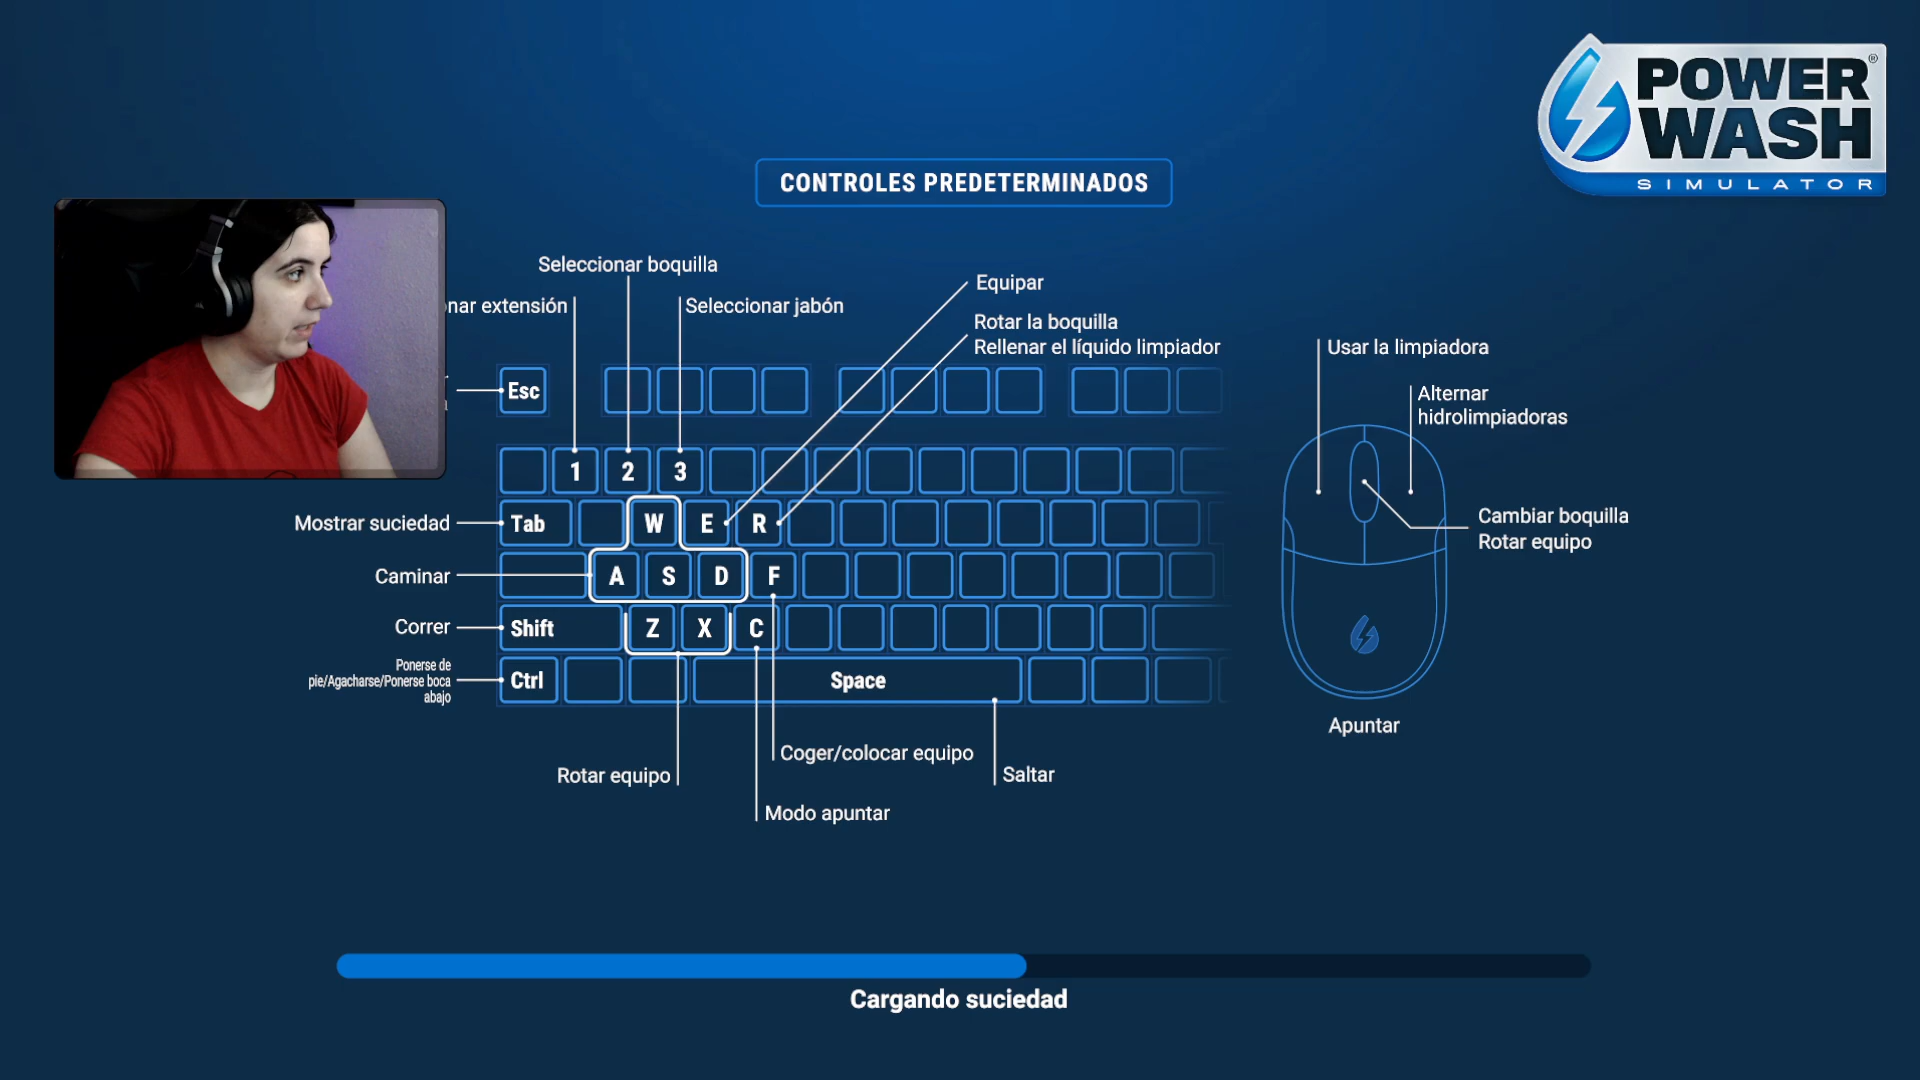 POWER
WASH
SIMULATOR
CONTROLES PREDETERMINADOS
Seleccionar boquilla
extensión
Seleccionar jabón
Equipar
Rotar la boquilla
Rellenar el líquido limpiador
Usar la limpiadora
Alternar
hidrolimpiadoras
Esc
1 2 3
Mostrar suciedad
Tab W E R
Cambiar boquilla
Rotar equipo
Caminar
A S D F
Correr
Shift Z X C
Ponerse de
pie/Agacharse/Ponerse boca
abajo
Ctrl Space
Apuntar
Coger/colocar equipo
Rotar equipo
Saltar
Modo apuntar
Cargando suciedad